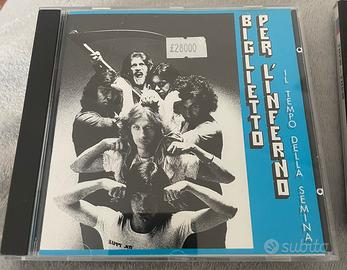 £28000
BIGLIETTO
PER L'INFERNO
IL TEMPO DELLA SEMINA
subito